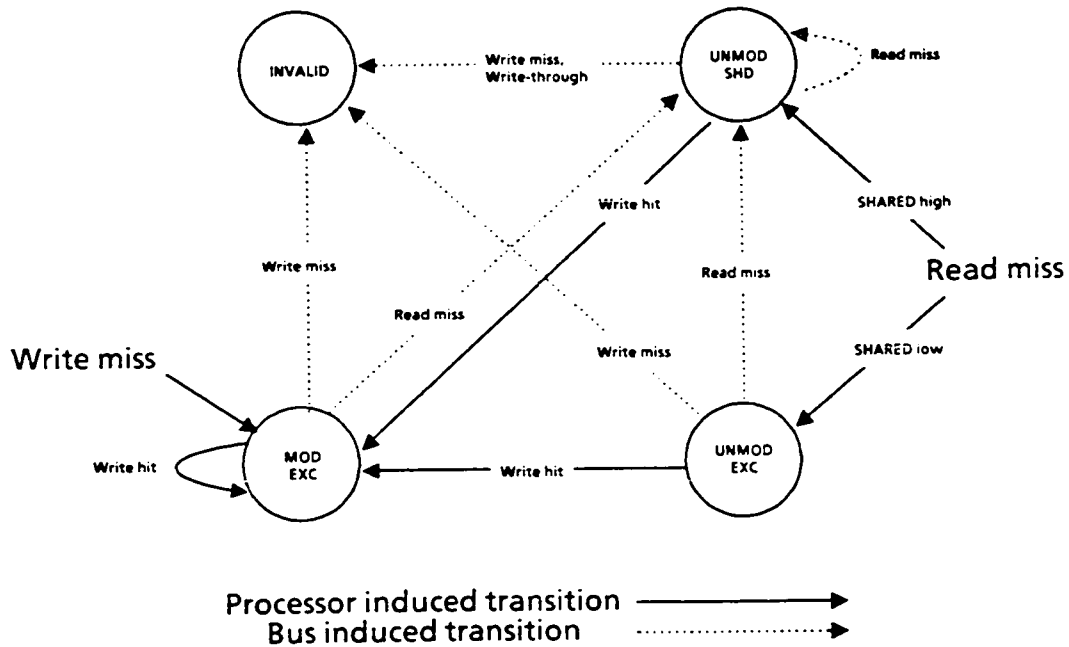 INVALID
Write miss,
Write-through
UNMOD
SHD
Read miss
Write hit
SHARED high
Write miss
Read miss
Read miss
Read miss
Write miss
Write miss
SHARED low
MOD
EXC
Write hit
Write hit
UNMOD
EXC
Processor induced transition
Bus induced transition